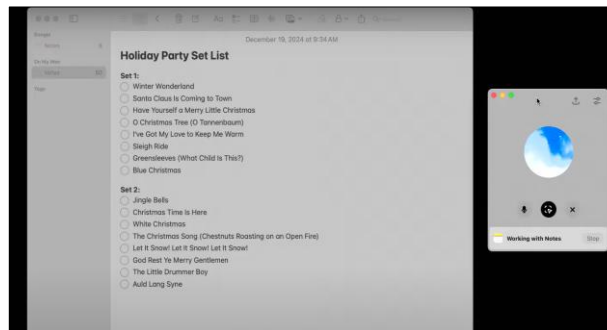 December 19, 2024 at 9:34 AM
Holiday Party Set List
Set 1:
Winter Wonderland
Santa Claus Is Coming to Town
Have Yourself a Merry Little Christmas
O Christmas Tree (O Tannenbaum)
I've Got My Love to Keep Me Warm
Sleigh Ride
Greensleeves (What Child Is This?)
Blue Christmas
Set 2:
Jingle Bells
Christmas Time Is Here
White Christmas
The Christmas Song (Chestnuts Roasting on an Open Fire)
Let It Snow! Let It Snow! Let It Snow!
God Rest Ye Merry Gentlemen
The Little Drummer Boy
Auld Lang Syne
Working with Notes
Stop